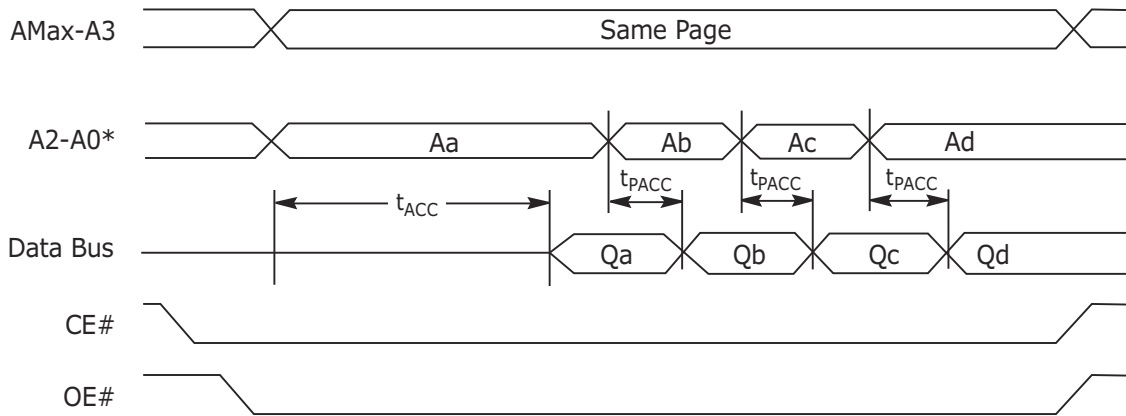 AMax-A3 Same Page
A2-A0* Aa Ab Ac Ad
tPACC tPACC tPACC
tACC
Data Bus Qa Qb Qc Qd
CE#
OE#